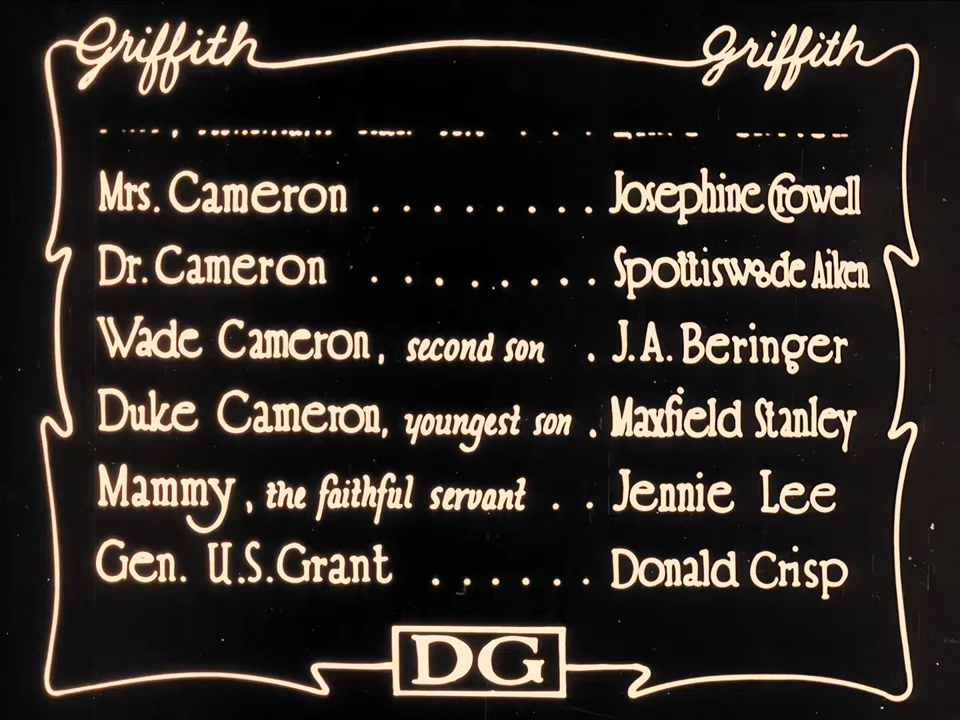 Griffith Griffith
Mrs. Cameron . . . . . . . . . Josephine Crowell
Dr. Cameron . . . . . . . . Spottiswoode Aiken
Wade Cameron, second son . J.A. Beringer
Duke Cameron, youngest son . Maxfield Stanley
Mammy, the faithful servant . . Jennie Lee
Gen. U.S. Grant . . . . . . Donald Crisp
DG